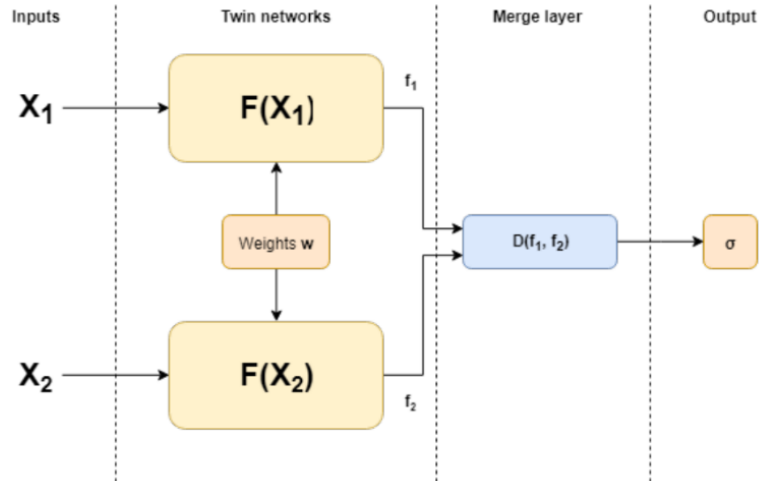 Inputs
Twin networks
Merge layer
Output
f₁
X₁
F(X₁)
Weights w
D(f₁, f₂)
σ
X₂
F(X₂)
f₂